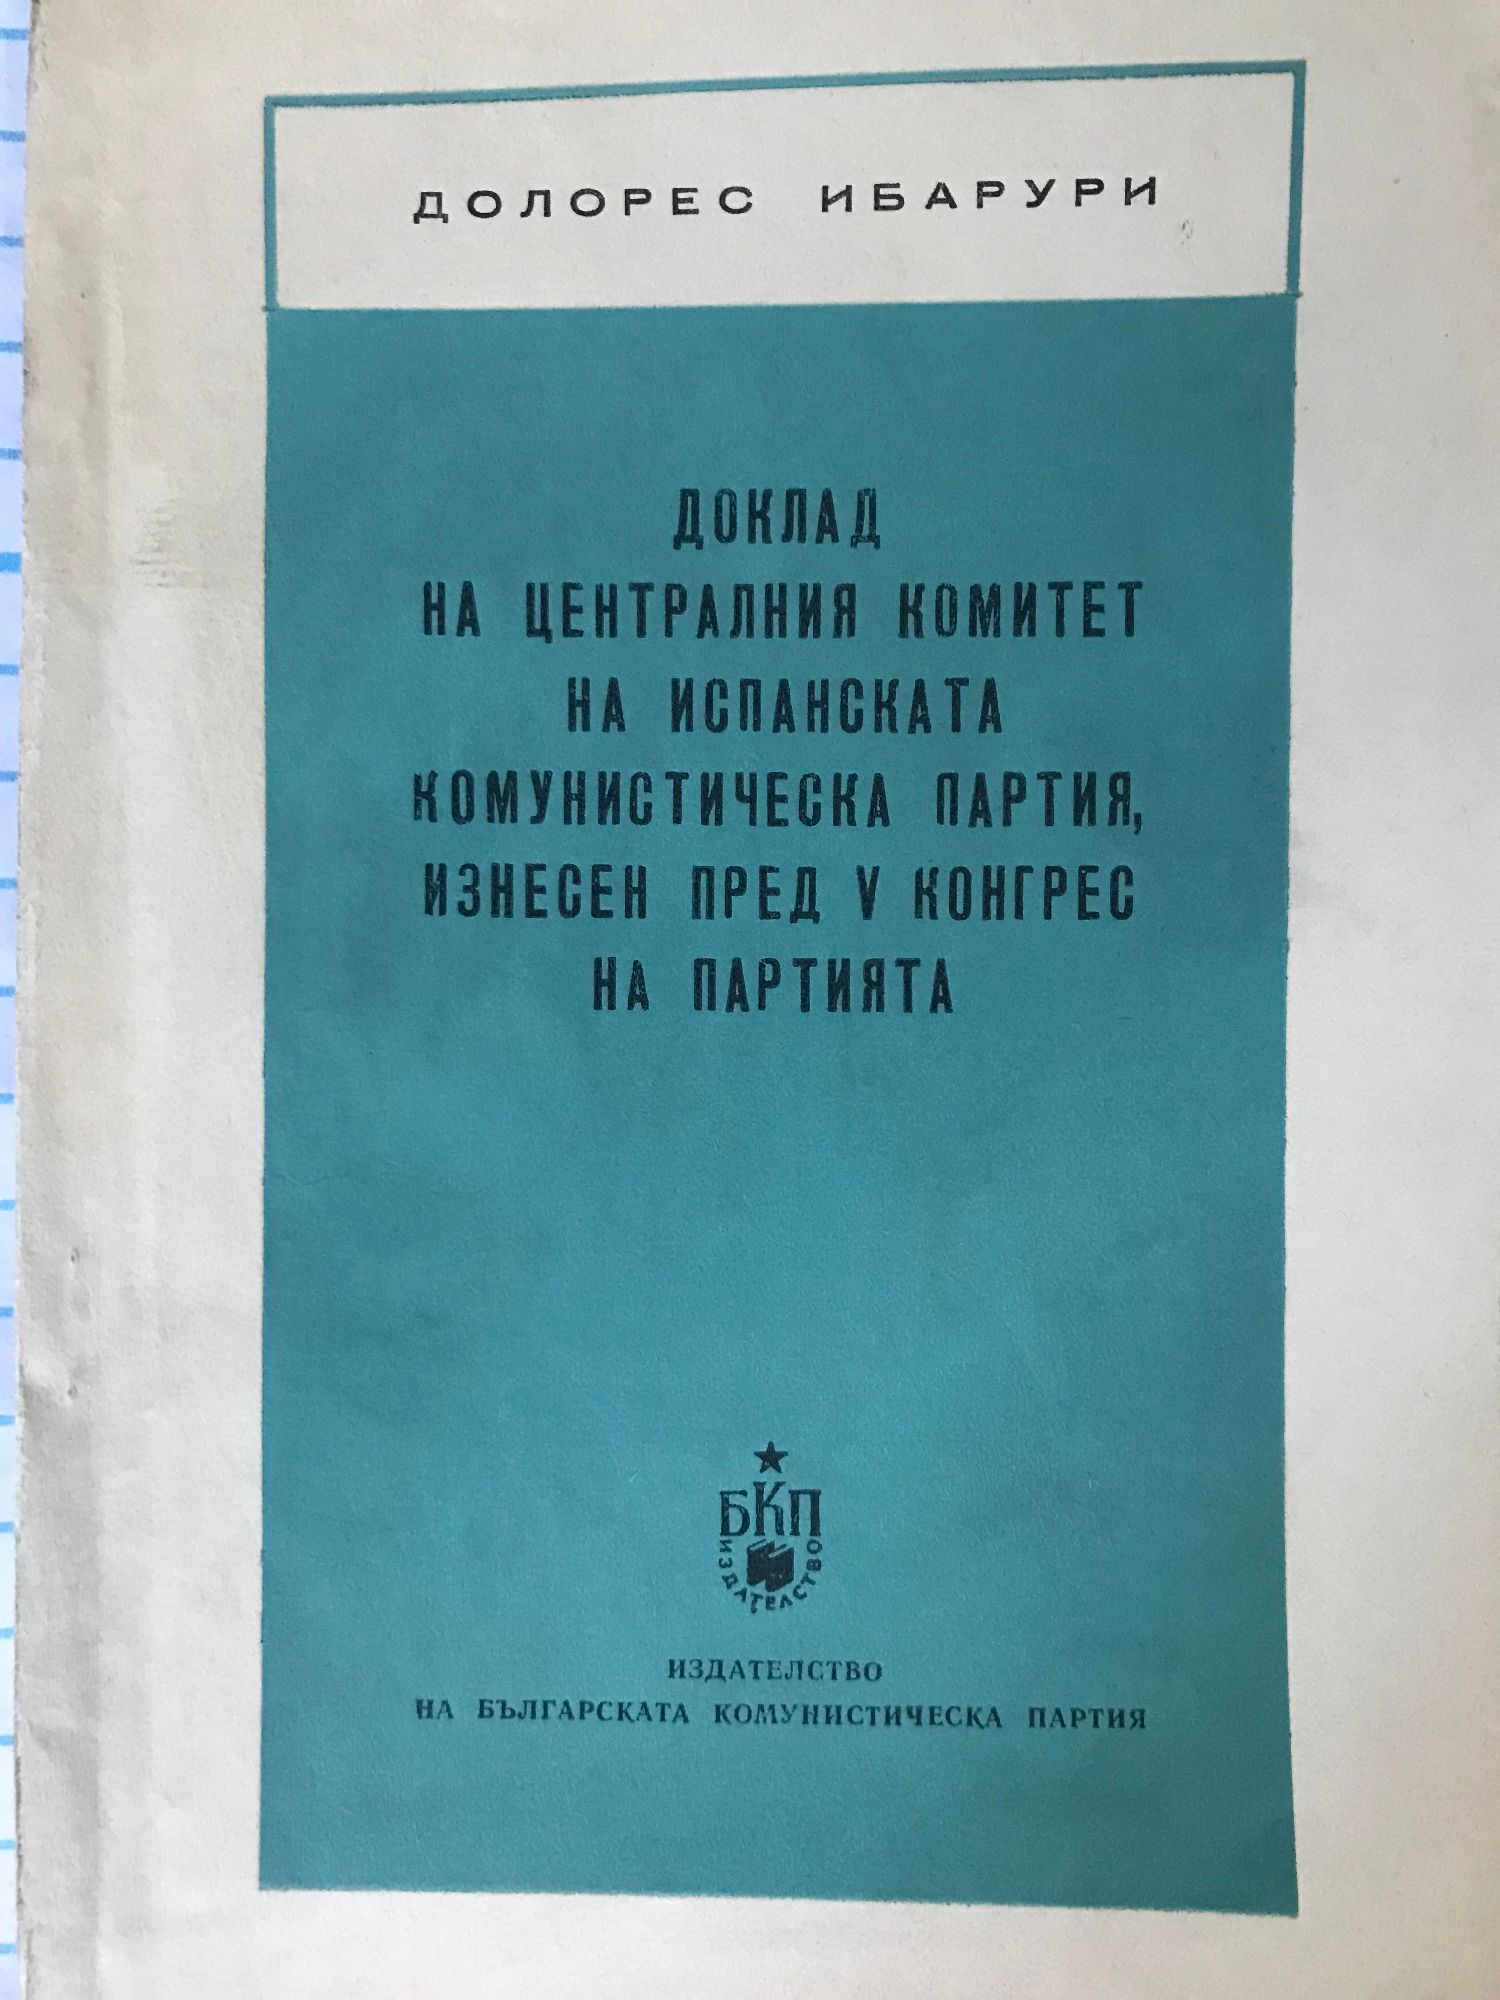 ДОЛОРЕС ИБАРУРИ
ДОКЛАД
НА ЦЕНТРАЛНИЯ КОМИТЕТ
НА ИСПАНСКАТА
КОМУНИСТИЧЕСКА ПАРТИЯ,
ИЗНЕСЕН ПРЕД V КОНГРЕС
НА ПАРТИЯТА
БКП
ИЗДАТЕЛСТВО
ИЗДАТЕЛСТВО
НА БЪЛГАРСКАТА КОМУНИСТИЧЕСКА ПАРТИЯ